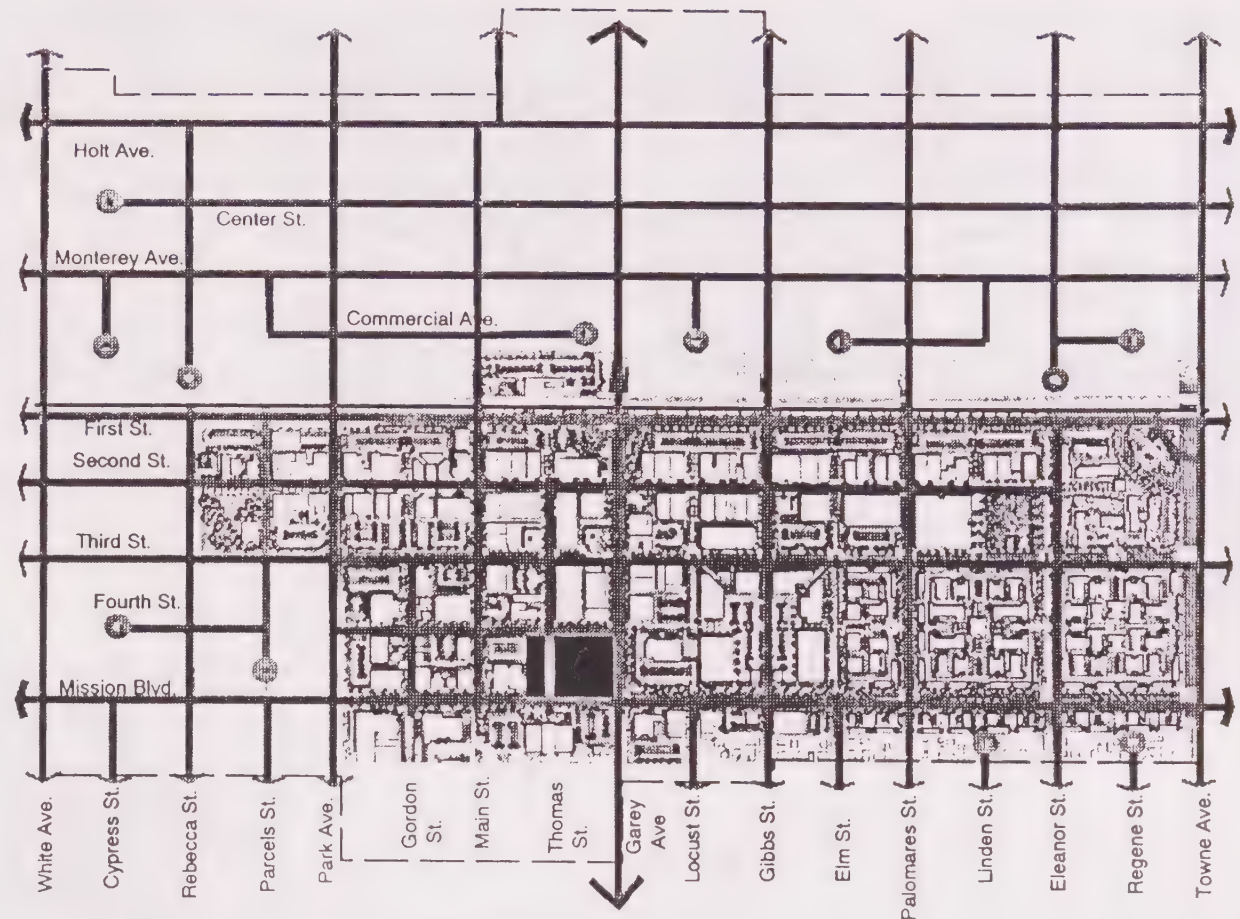 Holt Ave.
Center St.
Monterey Ave.
Commercial Ave.
First St.
Second St.
Third St.
Fourth St.
Mission Blvd.
White Ave.
Cypress St.
Rebecca St.
Parcels St.
Park Ave.
Gordon
St.
Main St.
Thomas
St.
Garey
Ave
Locust St.
Gibbs St.
Elm St.
Palomares St.
Linden St.
Eleanor St.
Regene St.
Towne Ave.